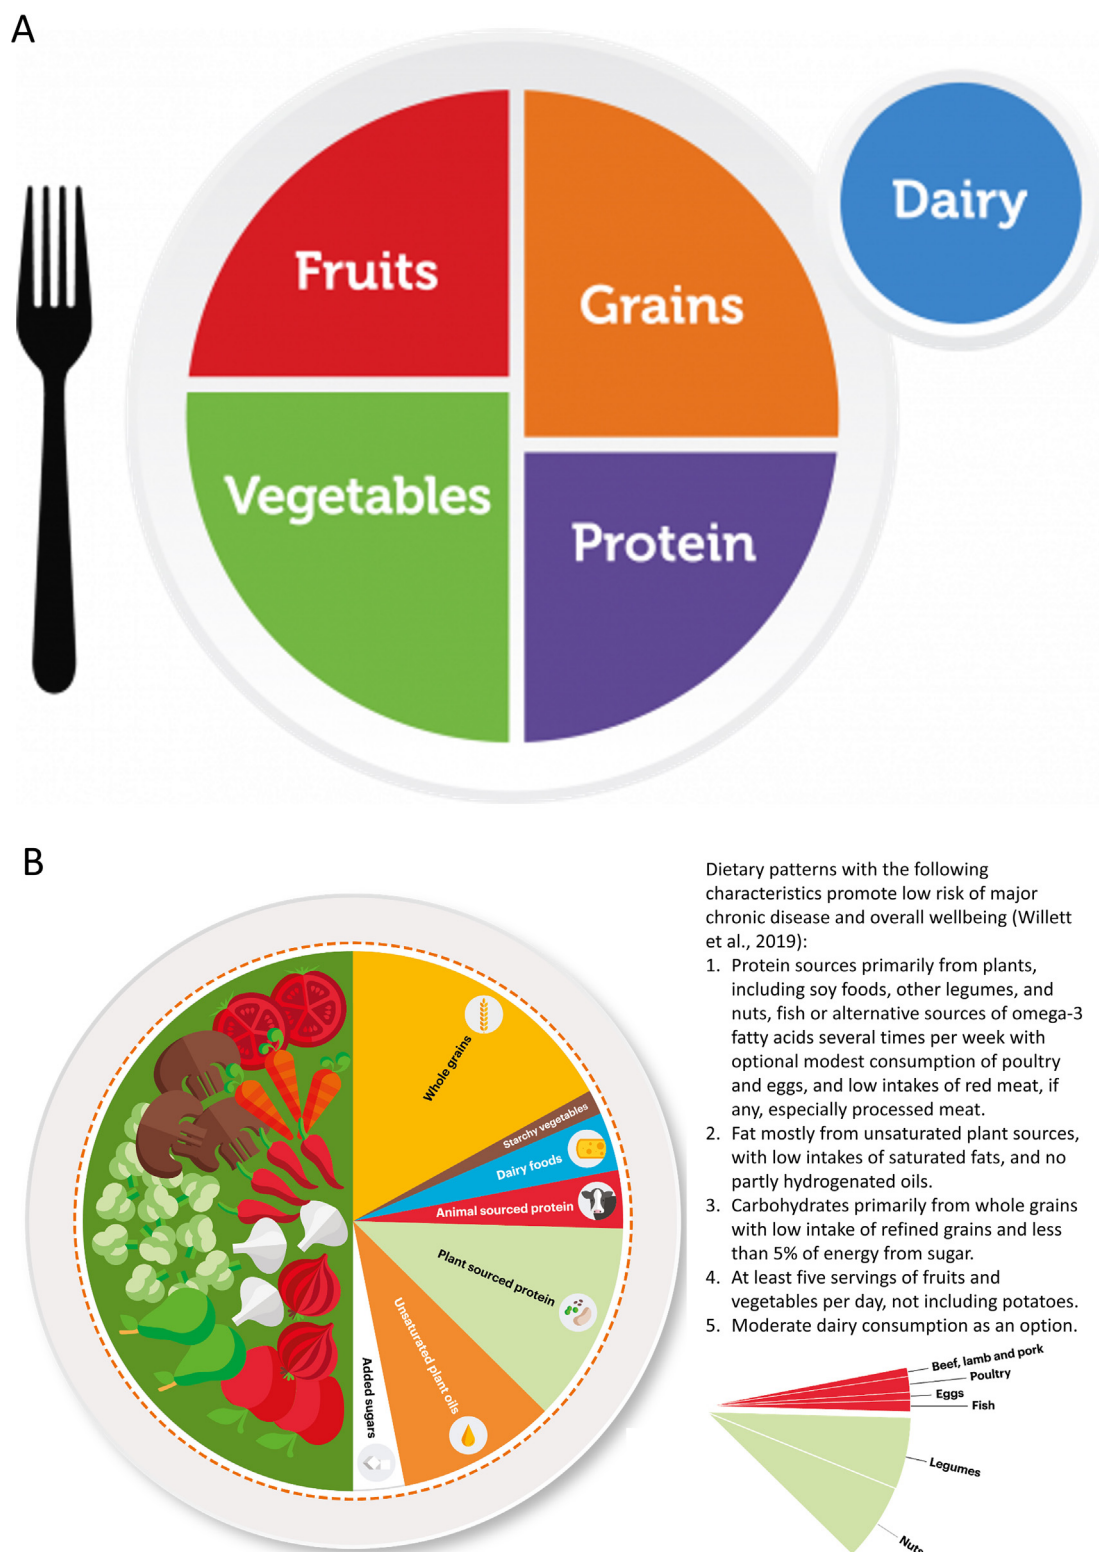 A
Fruits
Grains
Dairy
Vegetables
Protein
B
Whole grains
Starchy vegetables
Dairy foods
Animal sourced protein
Plant sourced protein
Unsaturated plant oils
Added sugars
Dietary patterns with the following
characteristics promote low risk of major
chronic disease and overall wellbeing (Willett
et al., 2019):
1. Protein sources primarily from plants,
including soy foods, other legumes, and
nuts, fish or alternative sources of omega-3
fatty acids several times per week with
optional modest consumption of poultry
and eggs, and low intakes of red meat, if
any, especially processed meat.
2. Fat mostly from unsaturated plant sources,
with low intakes of saturated fats, and no
partly hydrogenated oils.
3. Carbohydrates primarily from whole grains
with low intake of refined grains and less
than 5% of energy from sugar.
4. At least five servings of fruits and
vegetables per day, not including potatoes.
5. Moderate dairy consumption as an option.
Beef, lamb and pork
Poultry
Eggs
Fish
Legumes
Nuts